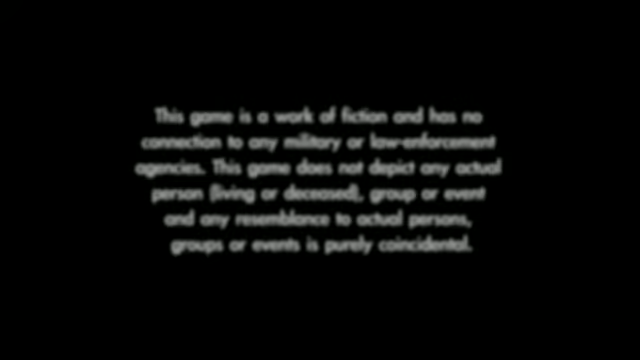 This game is a work of fiction and has no
connection to any military or law-enforcement
agencies. This game does not depict any actual
person (living or deceased), group or event
and any resemblance to actual persons,
groups or events is purely coincidental.